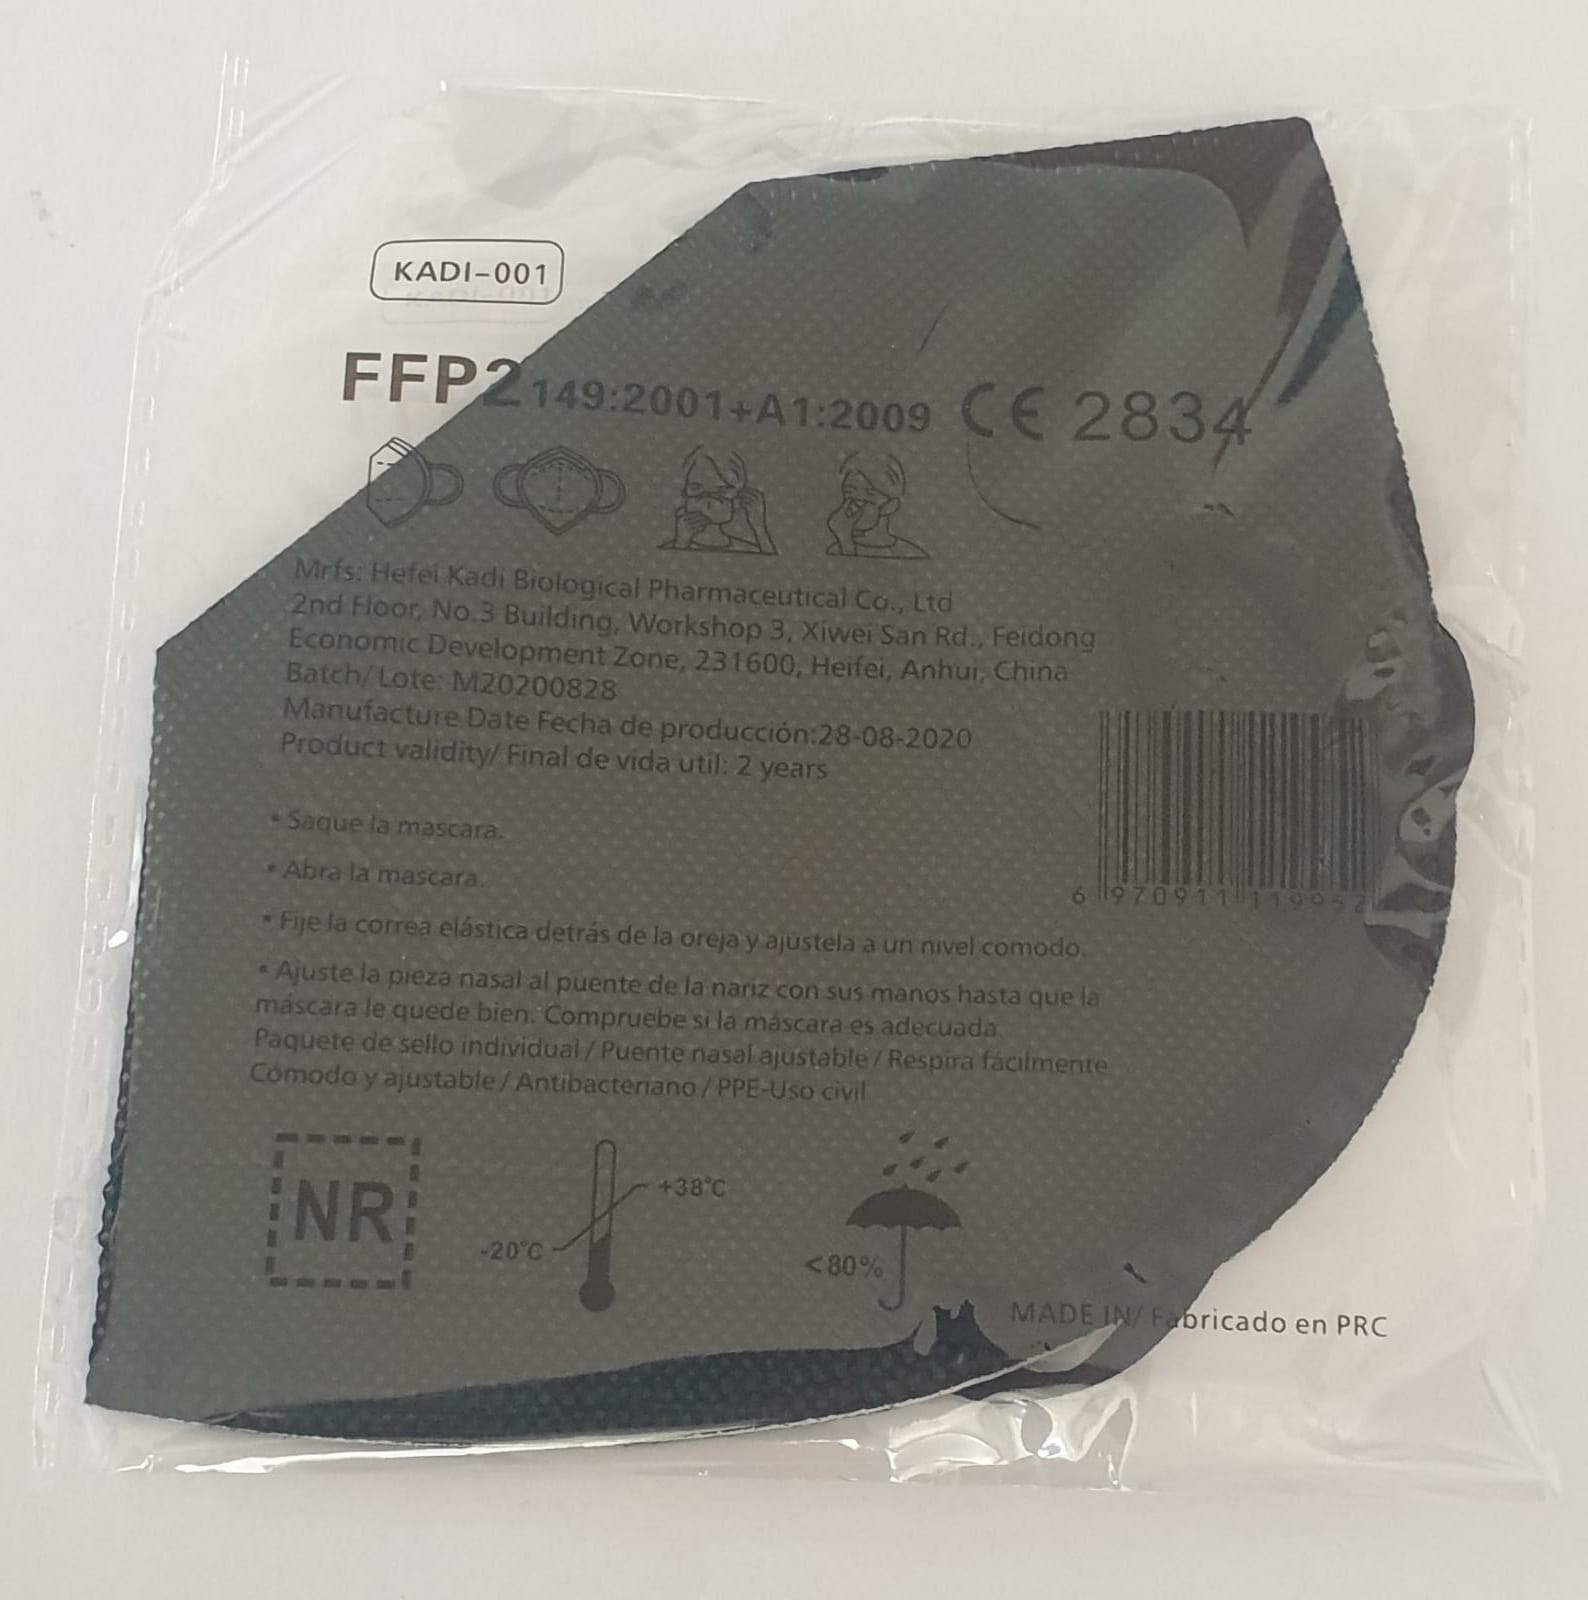 KADI-001
FFP2 149:2001+A1:2009 CE 2834
Mrfs: Hefei Kadi Biological Pharmaceutical Co., Ltd
2nd Floor, No.3 Building, Workshop 3, Xiwei San Rd., Feidong
Economic Development Zone, 231600, Heifei, Anhui, China
Batch/ Lote: M20200828
Manufacture Date Fecha de producción:28-08-2020
Product validity/ Final de vida util: 2 years
• Saque la mascara.
• Abra la mascara.
• Fije la correa elástica detrás de la oreja y ajústela a un nivel comodo.
• Ajuste la pieza nasal al puente de la nariz con sus manos hasta que la
máscara le quede bien. Compruebe si la máscara es adecuada.
Paquete de sello individual / Puente nasal ajustable / Respira fácilmente
Cómodo y ajustable / Antibacteriano / PPE-Uso civil
6 970911 119952
NR
+38°C
-20°C
<80%
MADE IN/ Fabricado en PRC